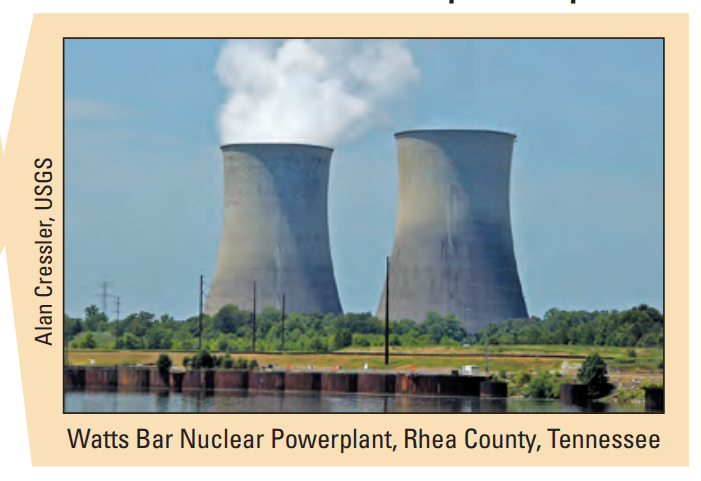 Alan Cressler, USGS
Watts Bar Nuclear Powerplant, Rhea County, Tennessee